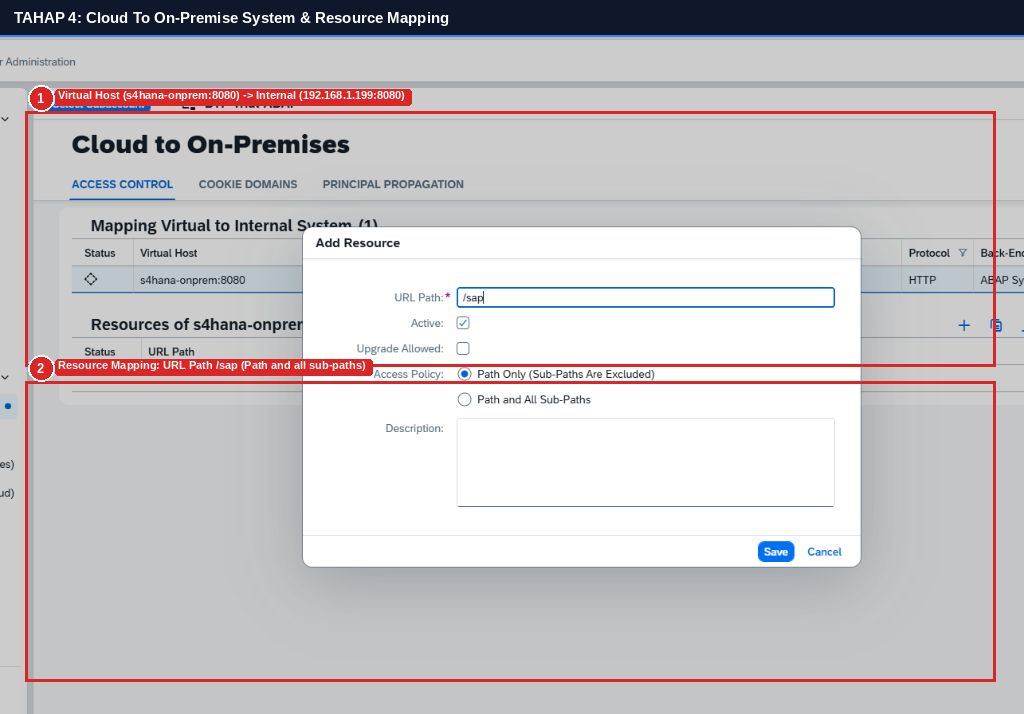 TAHAP 4: Cloud To On-Premise System & Resource Mapping
r Administration
1 Virtual Host (s4hana-onprem:8080) -> Internal (192.168.1.199:8080)
Cloud to On-Premises
ACCESS CONTROL COOKIE DOMAINS PRINCIPAL PROPAGATION
Mapping Virtual to Internal System (1)
Status Virtual Host Protocol Back-End
s4hana-onprem:8080 HTTP ABAP Sy
Resources of s4hana-onprem
Status URL Path
2 Resource Mapping: URL Path /sap (Path and all sub-paths)
es)
ud)
Add Resource
URL Path:* /sap
Active:
Upgrade Allowed:
Access Policy: Path Only (Sub-Paths Are Excluded)
Path and All Sub-Paths
Description:
Save Cancel